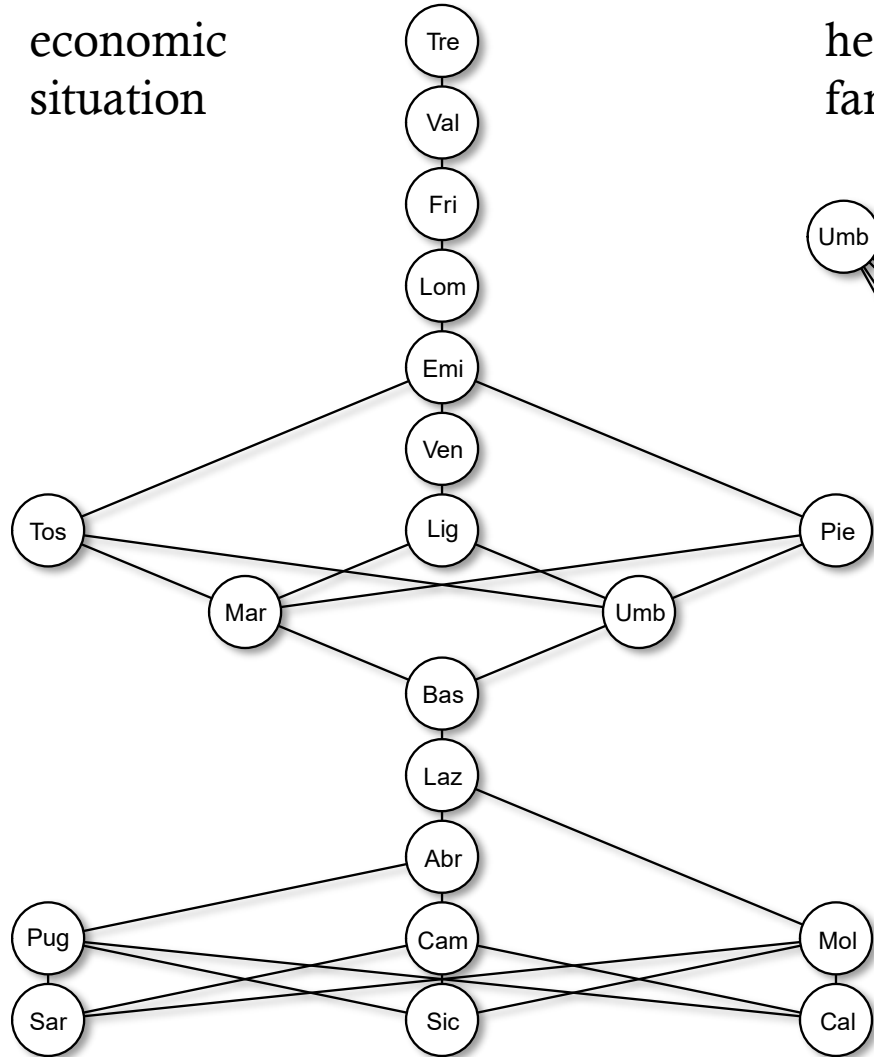 economic
situation
he
far
Tre
Val
Fri
Umb
Lom
Emi
Ven
Tos
Lig
Pie
Mar
Umb
Bas
Laz
Abr
Pug
Cam
Mol
Sar
Sic
Cal